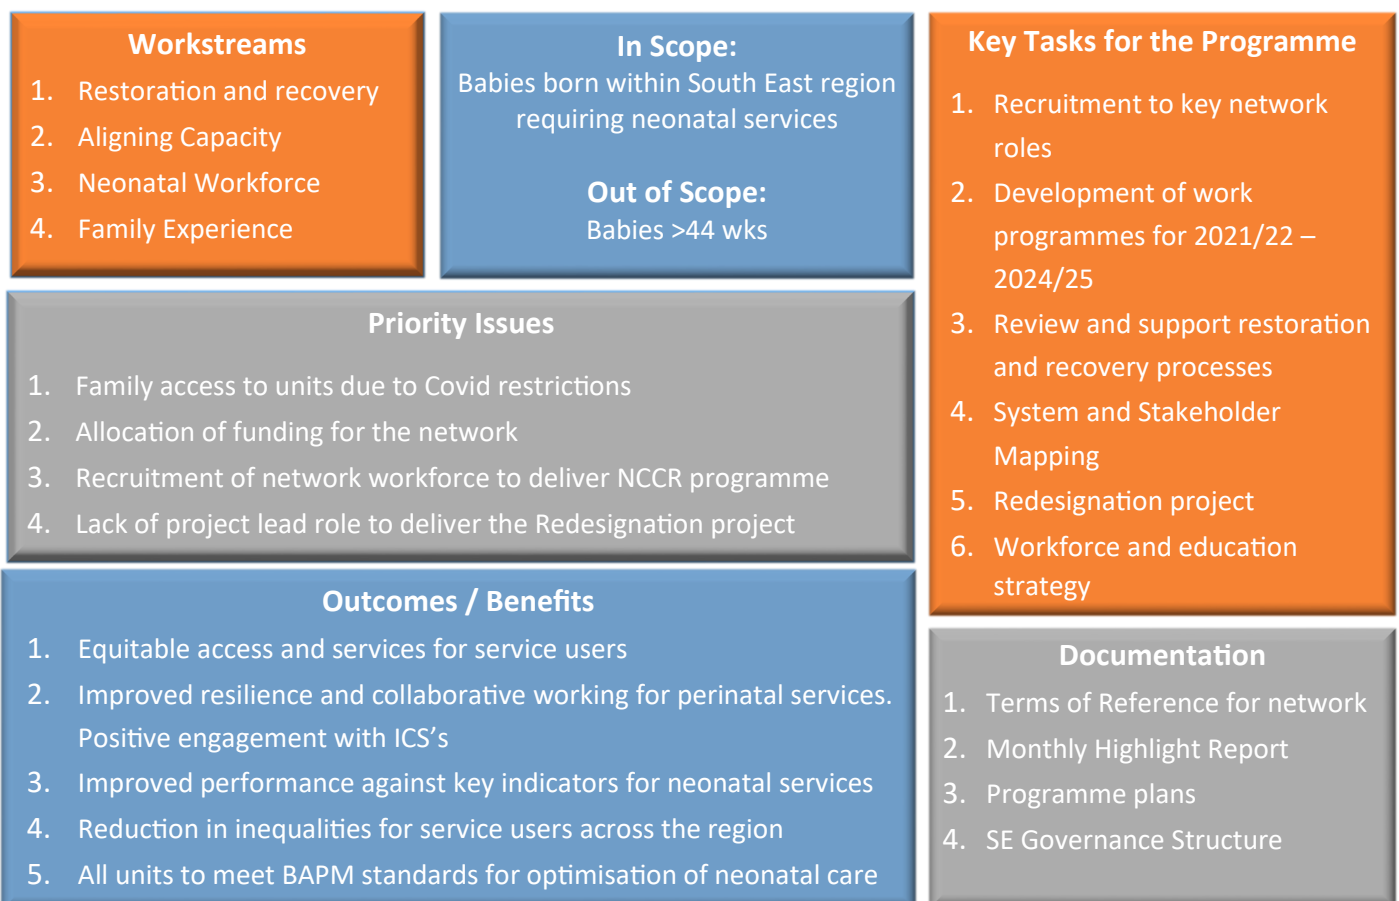 Workstreams
1. Restoration and recovery
2. Aligning Capacity
3. Neonatal Workforce
4. Family Experience
In Scope:
Babies born within South East region
requiring neonatal services
Out of Scope:
Babies >44 wks
Key Tasks for the Programme
1. Recruitment to key network
roles
2. Development of work
programmes for 2021/22 –
2024/25
3. Review and support restoration
and recovery processes
4. System and Stakeholder
Mapping
5. Redesignation project
6. Workforce and education
strategy
Priority Issues
1. Family access to units due to Covid restrictions
2. Allocation of funding for the network
3. Recruitment of network workforce to deliver NCCR programme
4. Lack of project lead role to deliver the Redesignation project
Outcomes / Benefits
1. Equitable access and services for service users
2. Improved resilience and collaborative working for perinatal services.
Positive engagement with ICS’s
3. Improved performance against key indicators for neonatal services
4. Reduction in inequalities for service users across the region
5. All units to meet BAPM standards for optimisation of neonatal care
Documentation
1. Terms of Reference for network
2. Monthly Highlight Report
3. Programme plans
4. SE Governance Structure